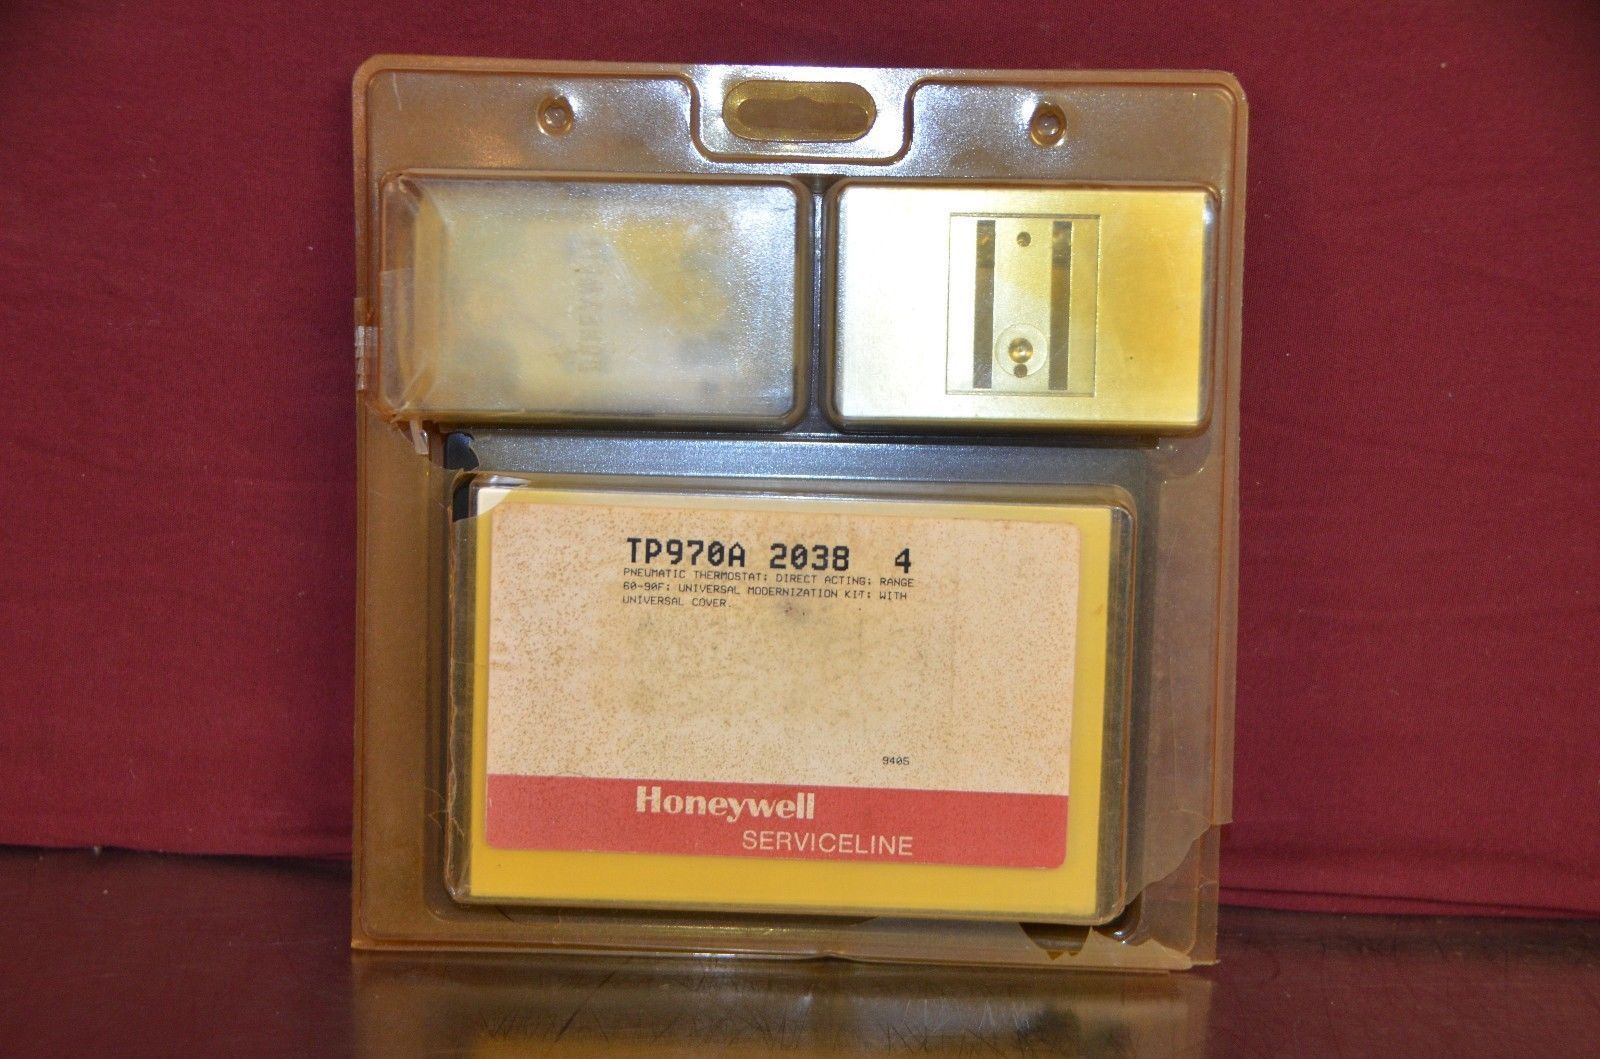 TP970A 2038 4
PNEUMATIC THERMOSTAT; DIRECT ACTING; RANGE
60-90F; UNIVERSAL MODERNIZATION KIT; WITH
UNIVERSAL COVER.
9405
Honeywell
SERVICELINE